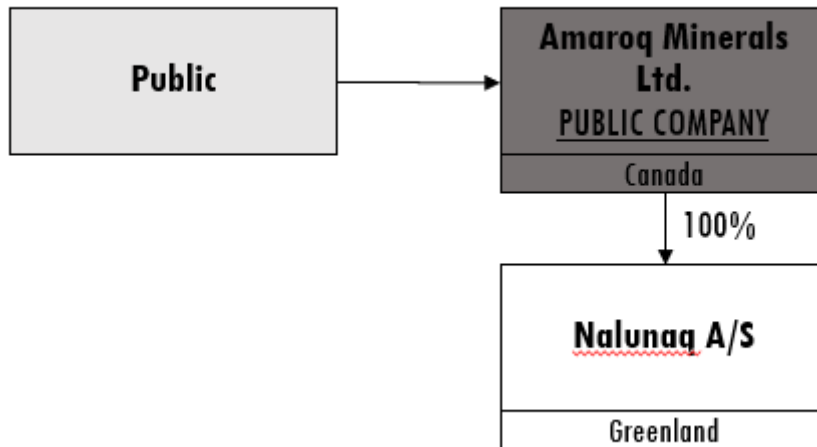 Public
Amaroq Minerals
Ltd.
PUBLIC COMPANY
Canada
100%
Nalunaq A/S
Greenland